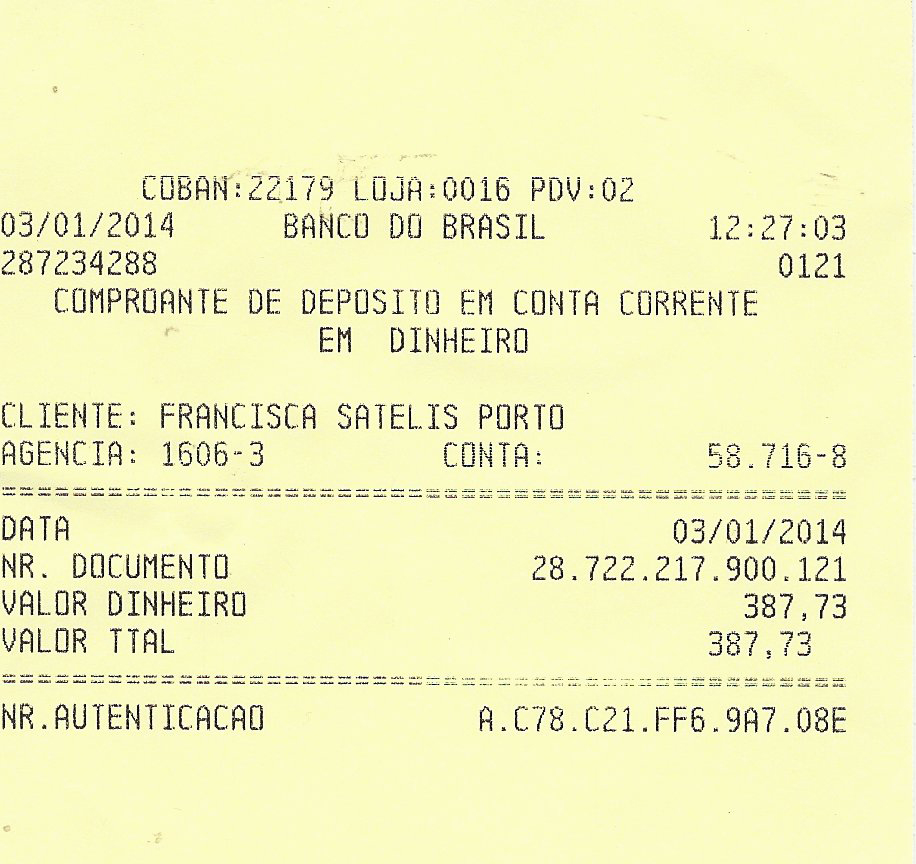 COBAN:22179 LOJA:0016 PDV:02
03/01/2014 BANCO DO BRASIL 12:27:03
287234288 0121
COMPROANTE DE DEPOSITO EM CONTA CORRENTE
EM DINHEIRO
CLIENTE: FRANCISCA SATELIS PORTO
AGENCIA: 1606-3 CONTA: 58.716-8
================================================
DATA 03/01/2014
NR. DOCUMENTO 28.722.217.900.121
VALOR DINHEIRO 387,73
VALOR TTAL 387,73
================================================
NR.AUTENTICACAO A.C78.C21.FF6.9A7.08E